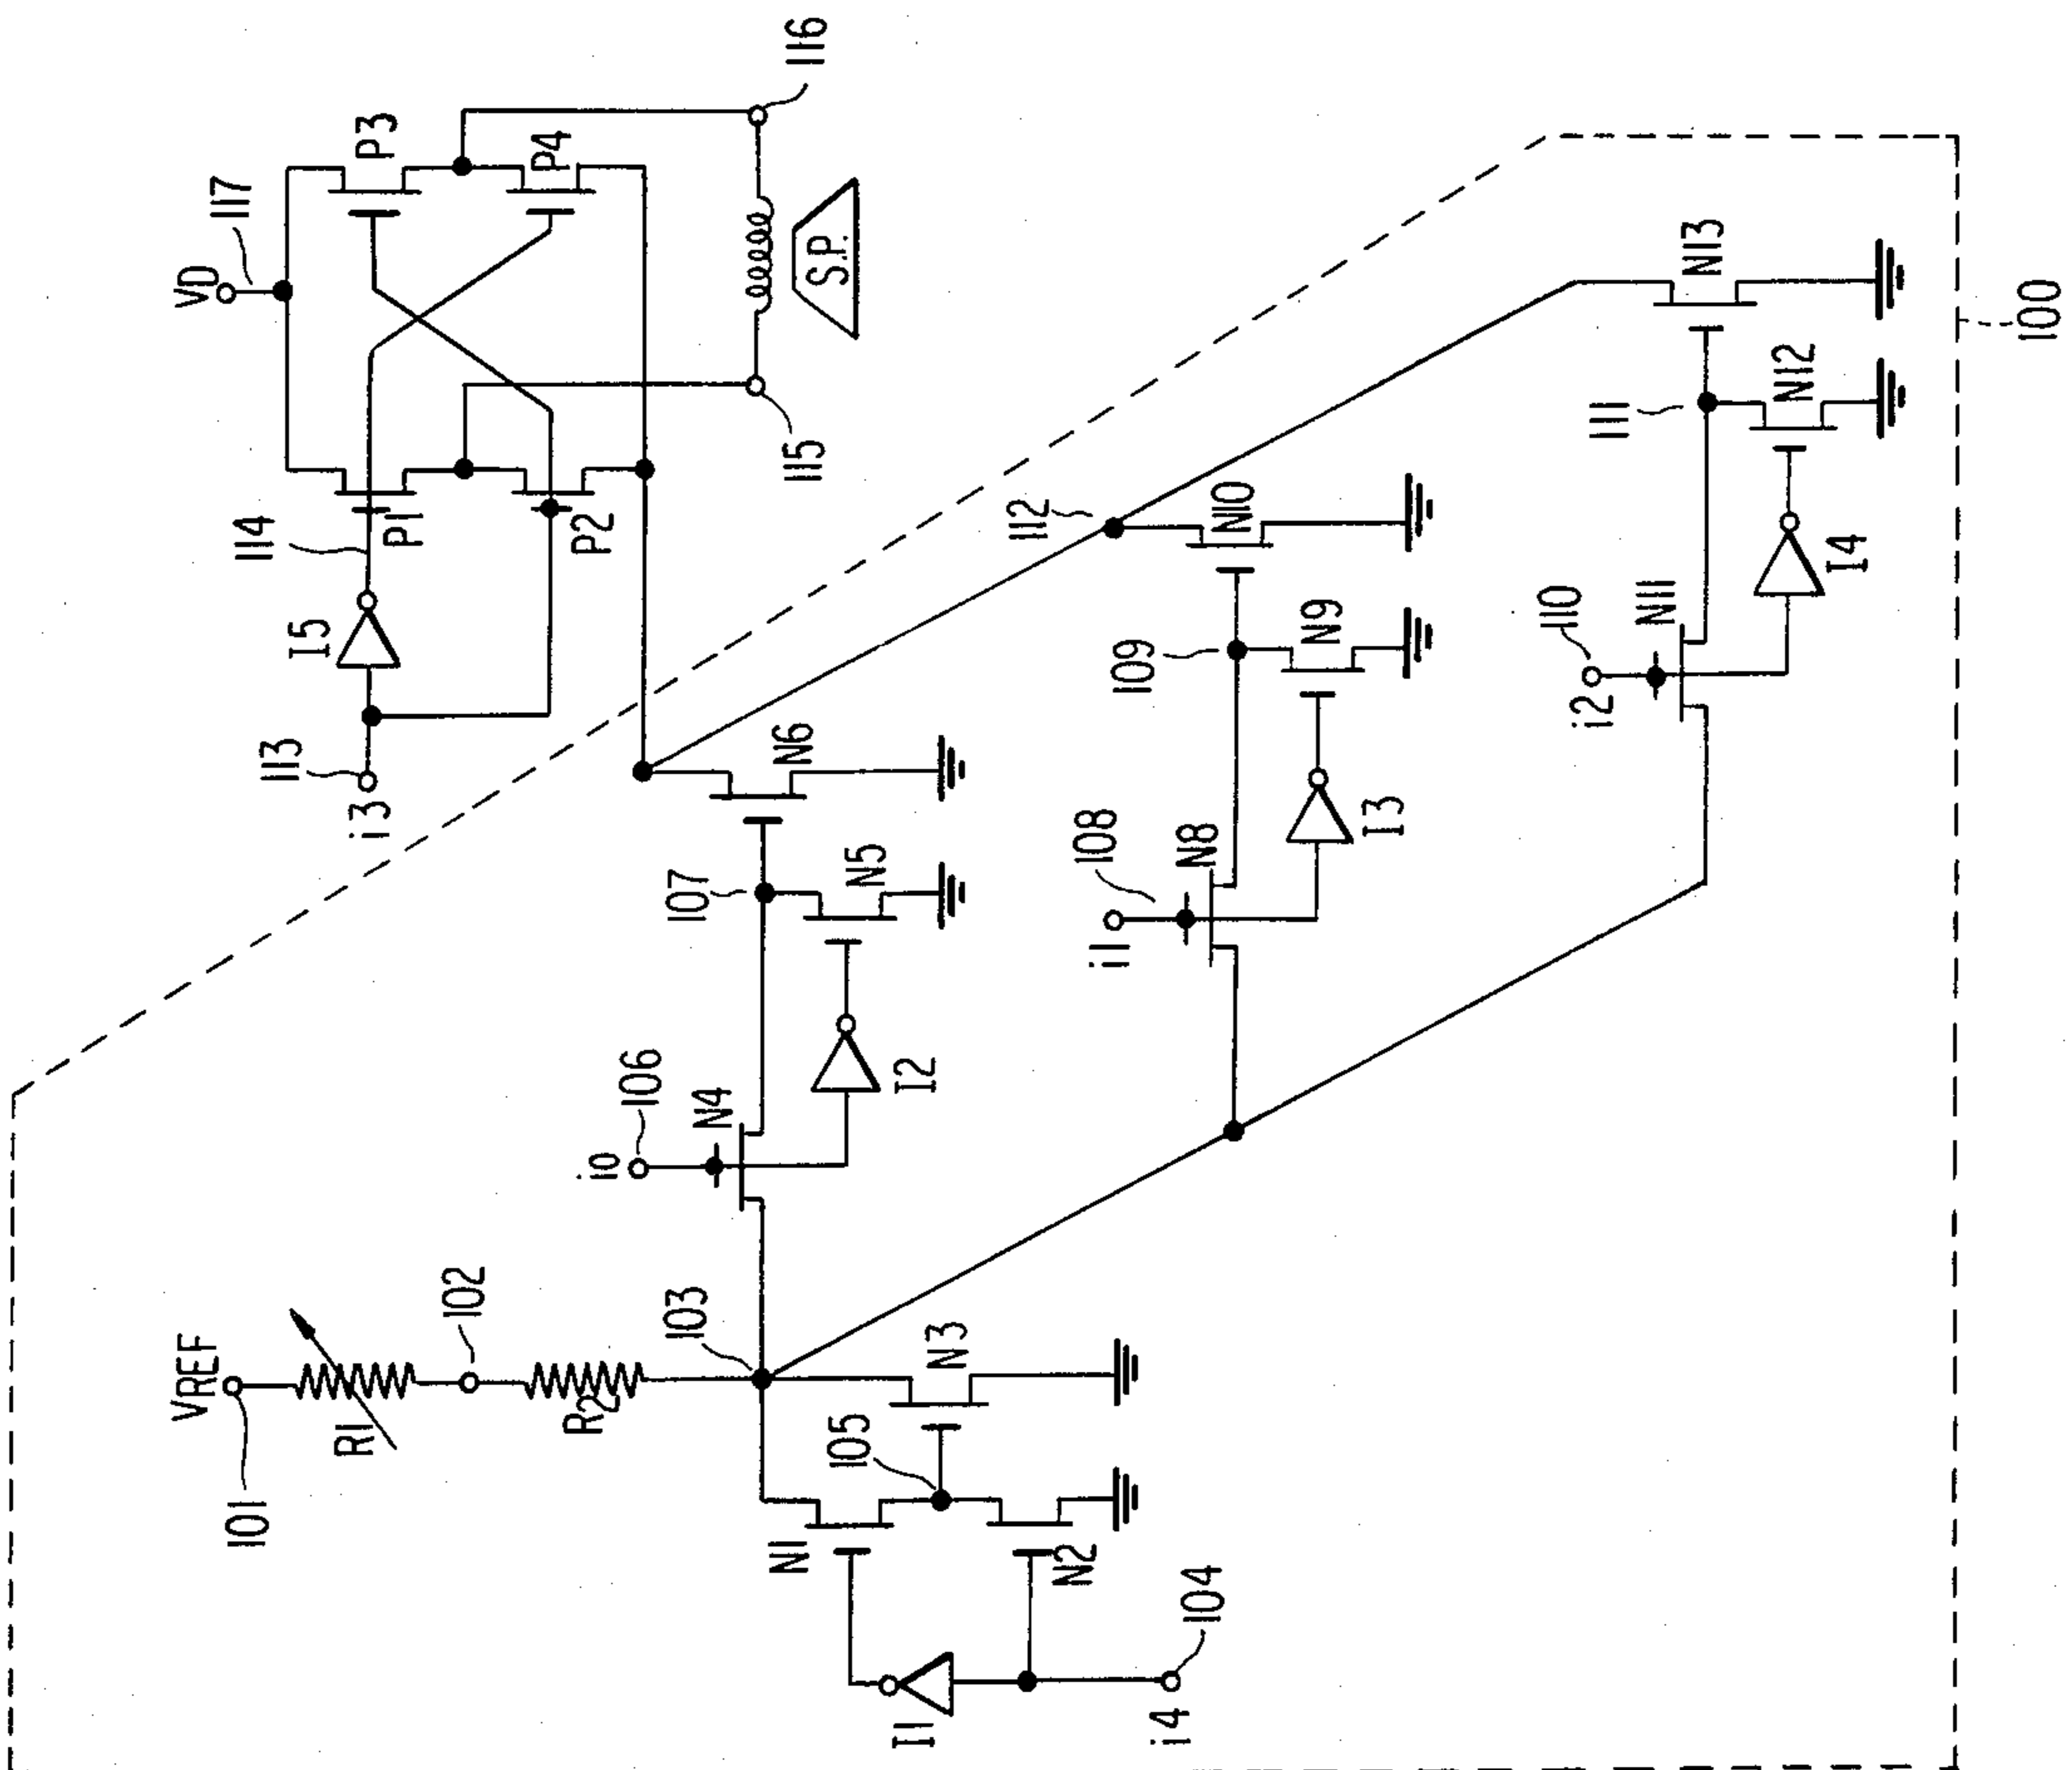 116
P3
P4
117
VD
S.P.
N13
100
114
P1
P2
115
112
N10
111
N12
I5
113
i3
N6
109
N9
110
i2
N11
I4
107
N5
108
i1
N8
I3
106
i0
N4
I2
VREF
101
R1
102
R2
103
N3
105
N1
N2
104
I1
i4